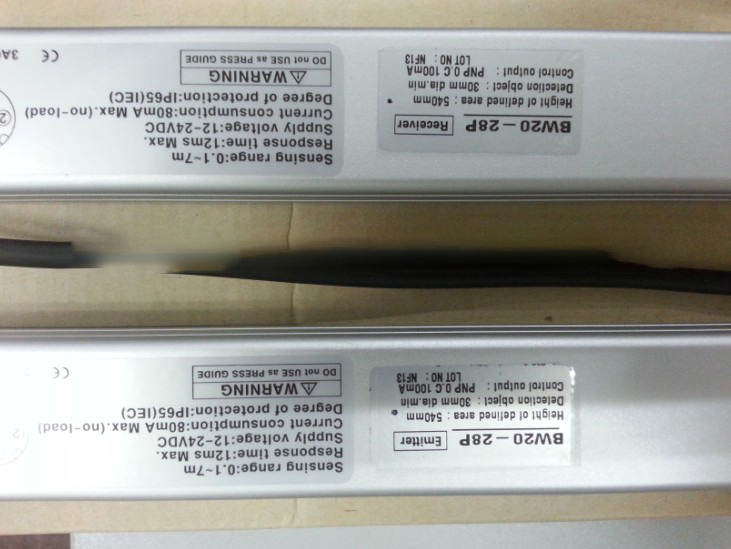 BW20-28P Emitter
Height of defined area : 540mm
Detection object : 30mm dia.min
Control output : PNP O.C 100mA
LOT NO : NF13
Sensing range:0.1~7m
Response time:12ms Max.
Supply voltage:12-24VDC
Current consumption:80mA Max.(no-load)
Degree of protection:IP65(IEC)
⚠WARNING
DO not USE as PRESS GUIDE
CE
2
BW20-28P Receiver
Height of defined area : 540mm
Detection object : 30mm dia.min
Control output : PNP O.C 100mA
LOT NO : NF13
Sensing range:0.1~7m
Response time:12ms Max.
Supply voltage:12-24VDC
Current consumption:80mA Max.(no-load)
Degree of protection:IP65(IEC)
⚠WARNING
DO not USE as PRESS GUIDE
CE
2